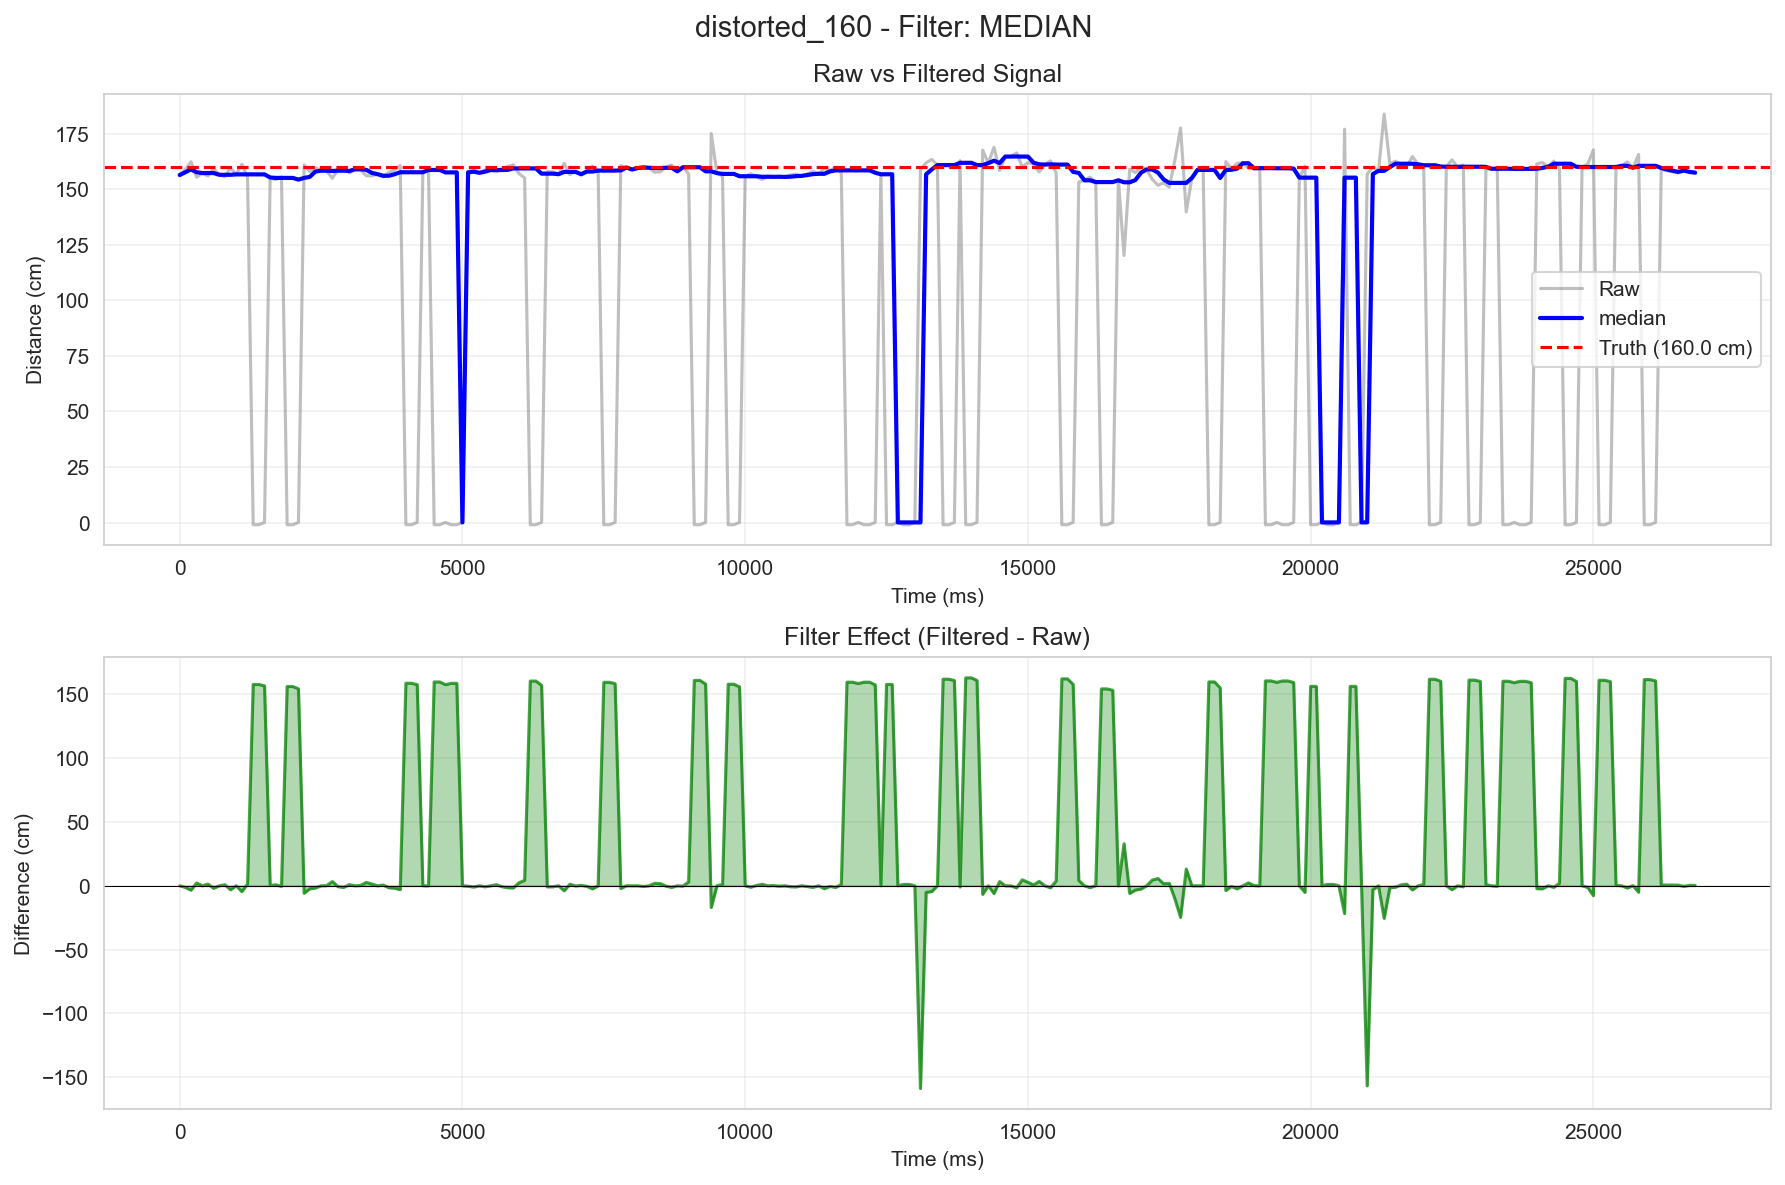 distorted_160 - Filter: MEDIAN
Raw vs Filtered Signal
175
150
125
100
75
50
25
0
Distance (cm)
Raw
median
Truth (160.0 cm)
0 5000 10000 15000 20000 25000
Time (ms)
Filter Effect (Filtered - Raw)
150
100
50
0
−50
−100
−150
Difference (cm)
0 5000 10000 15000 20000 25000
Time (ms)